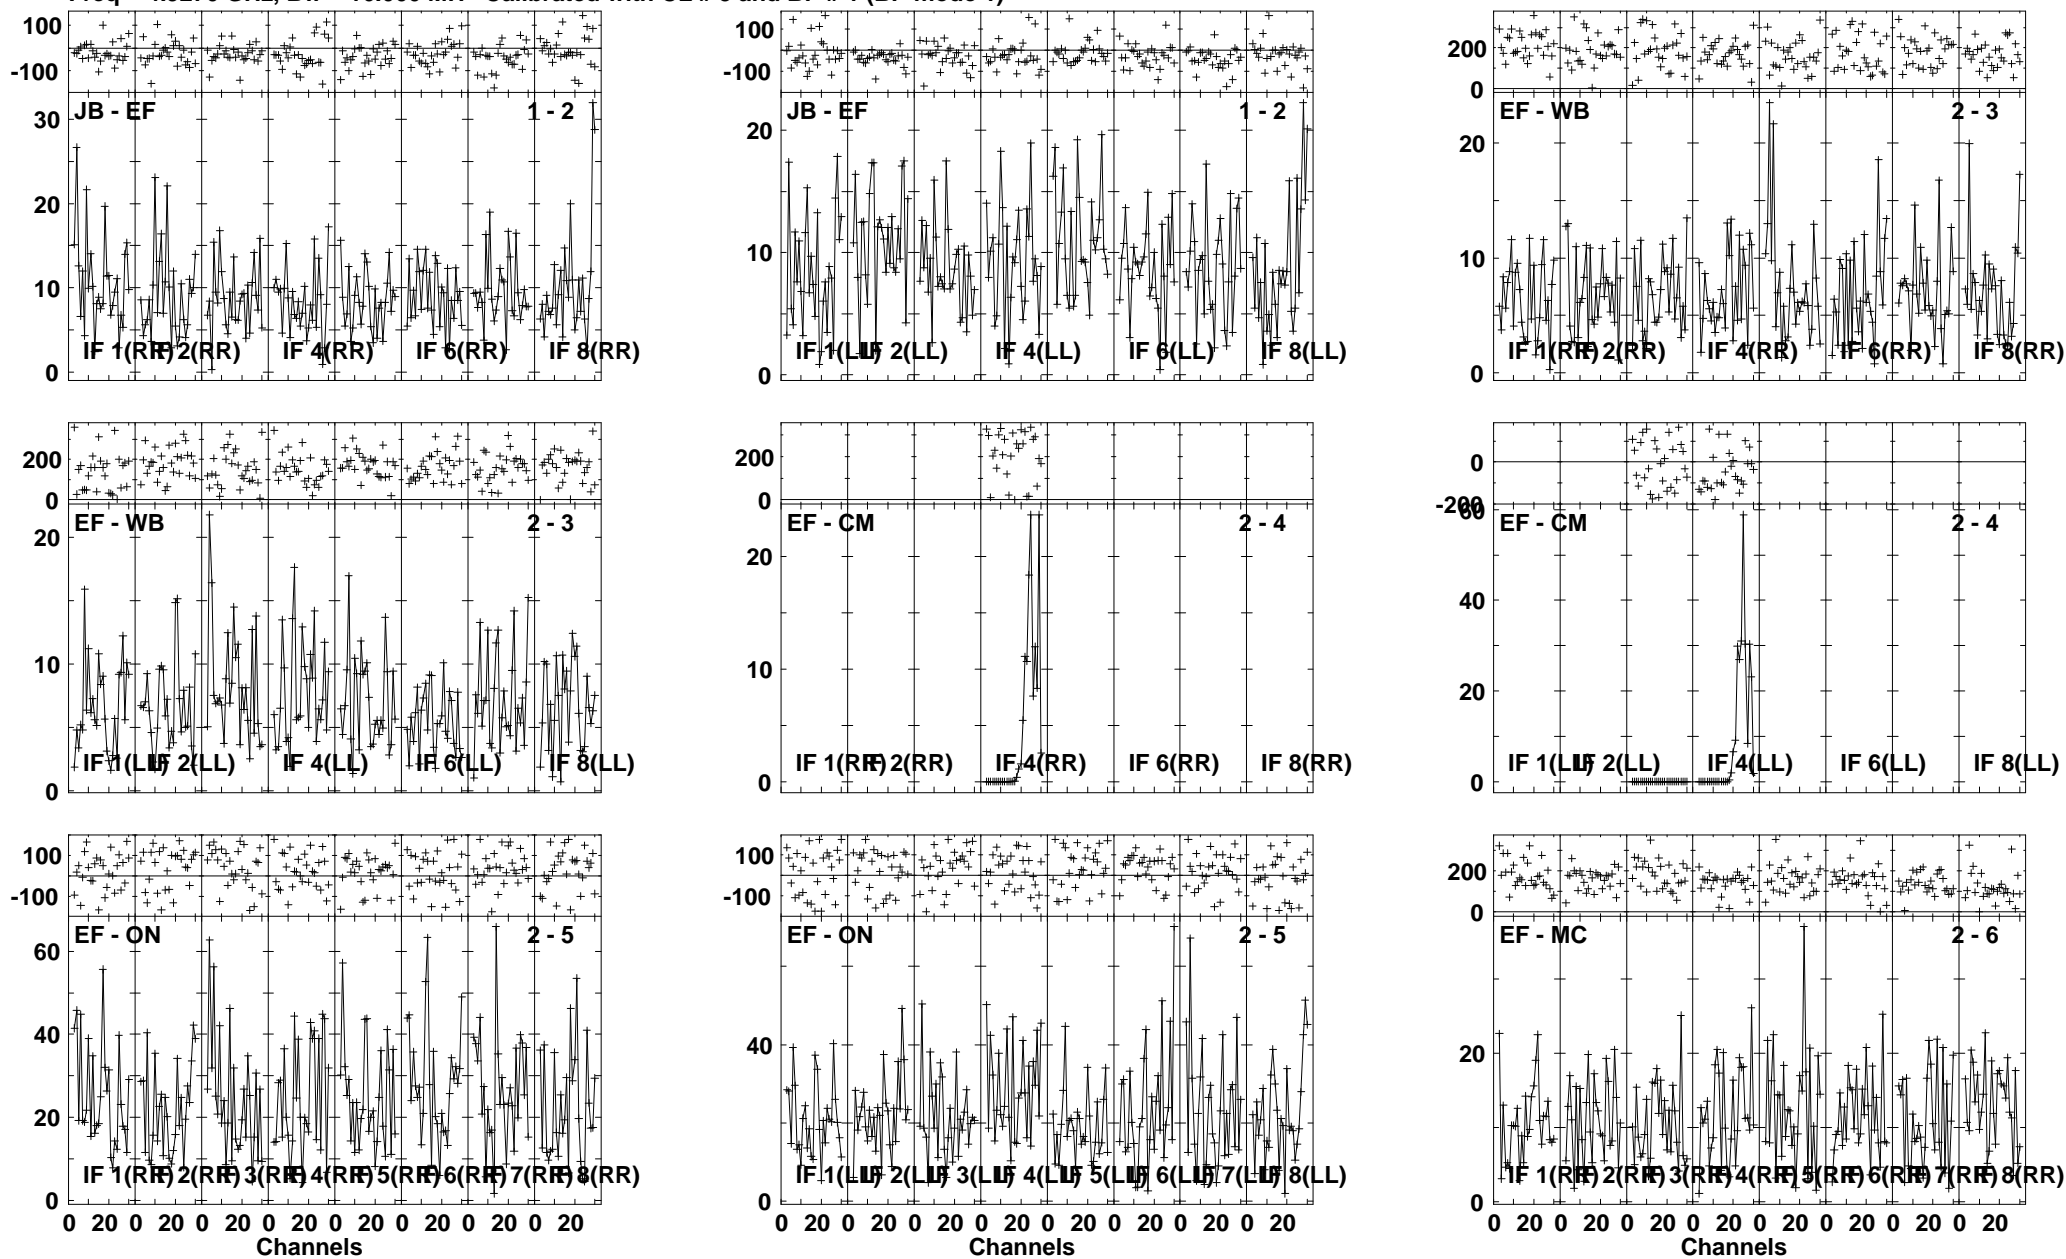 100
-100
JB - EF 1 - 2
30
20
10
0
IF 1(RR) IF 2(RR) IF 4(RR) IF 6(RR) IF 8(RR)
100
-100
JB - EF 1 - 2
20
10
0
IF 1(LL) IF 2(LL) IF 4(LL) IF 6(LL) IF 8(LL)
200
0
EF - WB 2 - 3
20
10
0
IF 1(RR) IF 2(RR) IF 4(RR) IF 6(RR) IF 8(RR)
200
0
EF - WB 2 - 3
20
10
0
IF 1(LL) IF 2(LL) IF 4(LL) IF 6(LL) IF 8(LL)
200
0
EF - CM 2 - 4
20
10
0
IF 1(RR) IF 2(RR) IF 4(RR) IF 6(RR) IF 8(RR)
0
-200
EF - CM 2 - 4
60
40
20
0
IF 1(LL) IF 2(LL) IF 4(LL) IF 6(LL) IF 8(LL)
100
-100
EF - ON 2 - 5
60
40
20
0
IF 1(RR) IF 2(RR) IF 3(RR) IF 4(RR) IF 5(RR) IF 6(RR) IF 7(RR) IF 8(RR)
0 20 0 20 0 20 0 20 0 20 0 20 0 20 0 20
Channels
100
-100
EF - ON 2 - 5
40
0
IF 1(LL) IF 2(LL) IF 3(LL) IF 4(LL) IF 5(LL) IF 6(LL) IF 7(LL) IF 8(LL)
0 20 0 20 0 20 0 20 0 20 0 20 0 20 0 20
Channels
200
0
EF - MC 2 - 6
20
0
IF 1(RR) IF 2(RR) IF 3(RR) IF 4(RR) IF 5(RR) IF 6(RR) IF 7(RR) IF 8(RR)
0 20 0 20 0 20 0 20 0 20 0 20 0 20 0 20
Channels